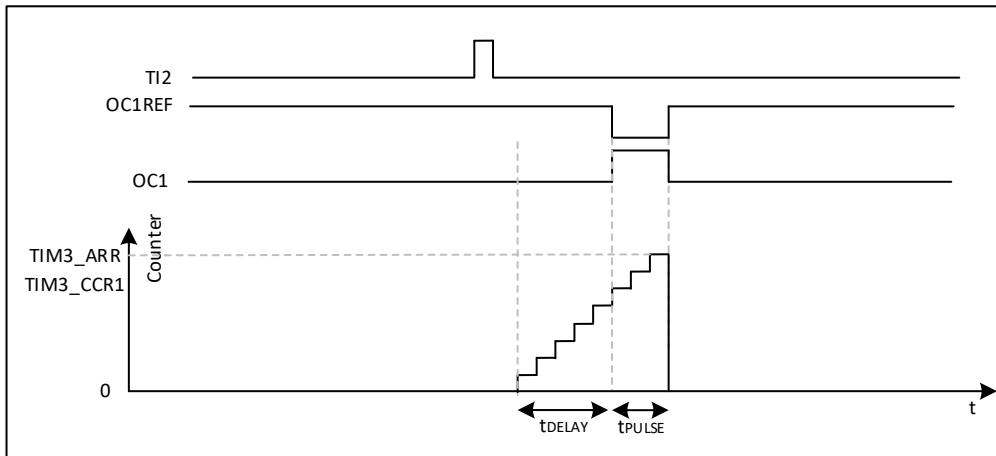 TI2
OC1REF
OC1
Counter
TIM3_ARR
TIM3_CCR1
0
t
tDELAY
tPULSE